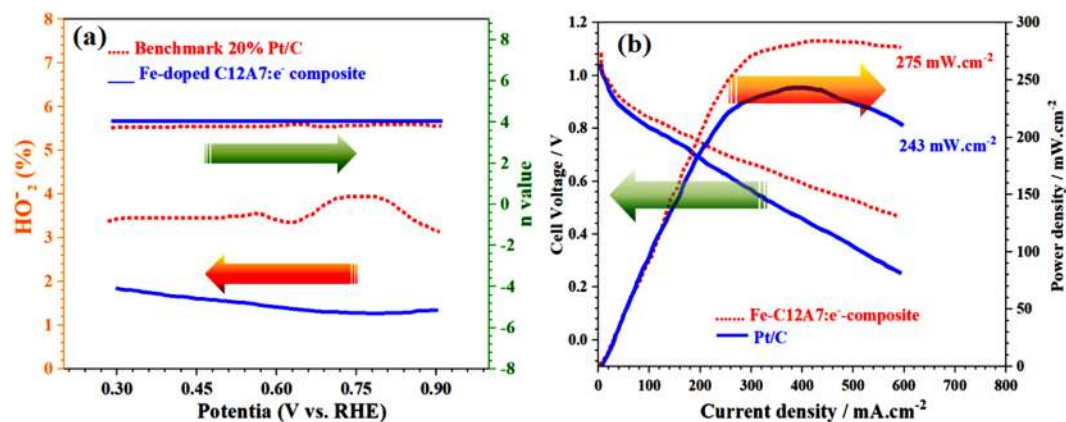 (a)
Benchmark 20% Pt/C
Fe-doped C12A7:e⁻ composite
HO⁻₂ (%)
8
7
6
5
4
3
2
1
0
n value
8
6
4
2
0
-2
-4
-6
-8
0.30 0.45 0.60 0.75 0.90
Potentia (V vs. RHE)
(b)
275 mW.cm⁻²
243 mW.cm⁻²
Fe-C12A7:e⁻-composite
Pt/C
Cell Voltage / V
1.2
1.0
0.8
0.6
0.4
0.2
0.0
Power density / mW.cm⁻²
300
250
200
150
100
50
0
0 100 200 300 400 500 600 700 800
Current density / mA.cm⁻²